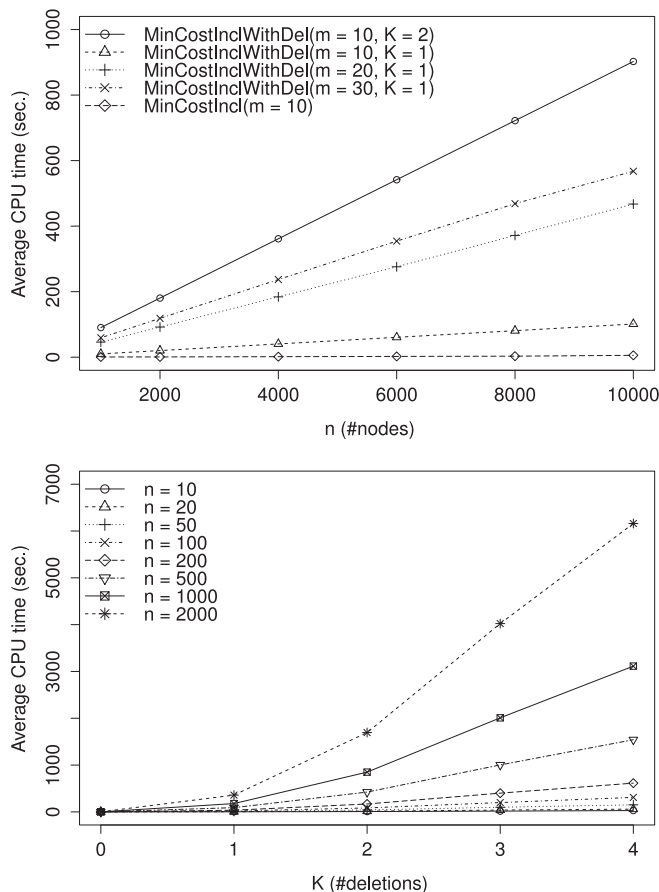 1000
800
600
400
200
0
Average CPU time (sec.)
MinCostInclWithDel(m = 10, K = 2)
MinCostInclWithDel(m = 10, K = 1)
MinCostInclWithDel(m = 20, K = 1)
MinCostInclWithDel(m = 30, K = 1)
MinCostIncl(m = 10)
2000 4000 6000 8000 10000
n (#nodes)
7000
5000
3000
1000
0
Average CPU time (sec.)
n = 10
n = 20
n = 50
n = 100
n = 200
n = 500
n = 1000
n = 2000
0 1 2 3 4
K (#deletions)